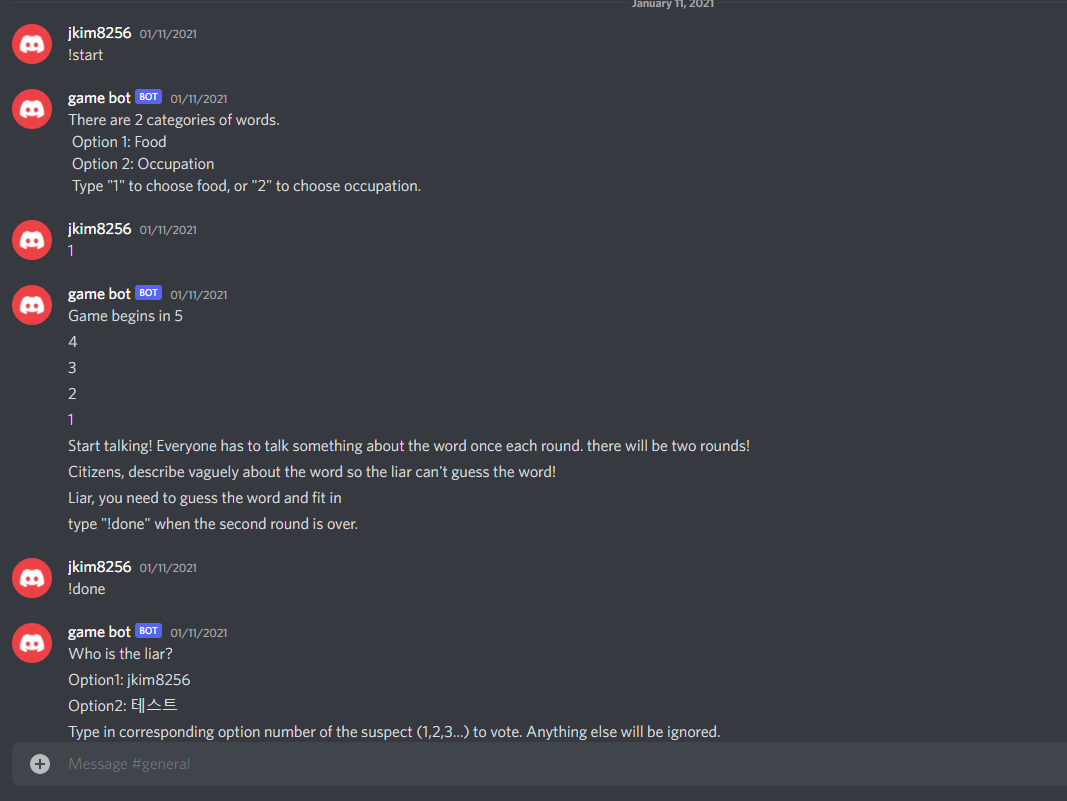 January 11, 2021
jkim8256 01/11/2021
!start
game bot BOT 01/11/2021
There are 2 categories of words.
Option 1: Food
Option 2: Occupation
Type "1" to choose food, or "2" to choose occupation.
jkim8256 01/11/2021
1
game bot BOT 01/11/2021
Game begins in 5
4
3
2
1
Start talking! Everyone has to talk something about the word once each round. there will be two rounds!
Citizens, describe vaguely about the word so the liar can't guess the word!
Liar, you need to guess the word and fit in
type "!done" when the second round is over.
jkim8256 01/11/2021
!done
game bot BOT 01/11/2021
Who is the liar?
Option1: jkim8256
Option2: 테스트
Type in corresponding option number of the suspect (1,2,3...) to vote. Anything else will be ignored.
Message #general